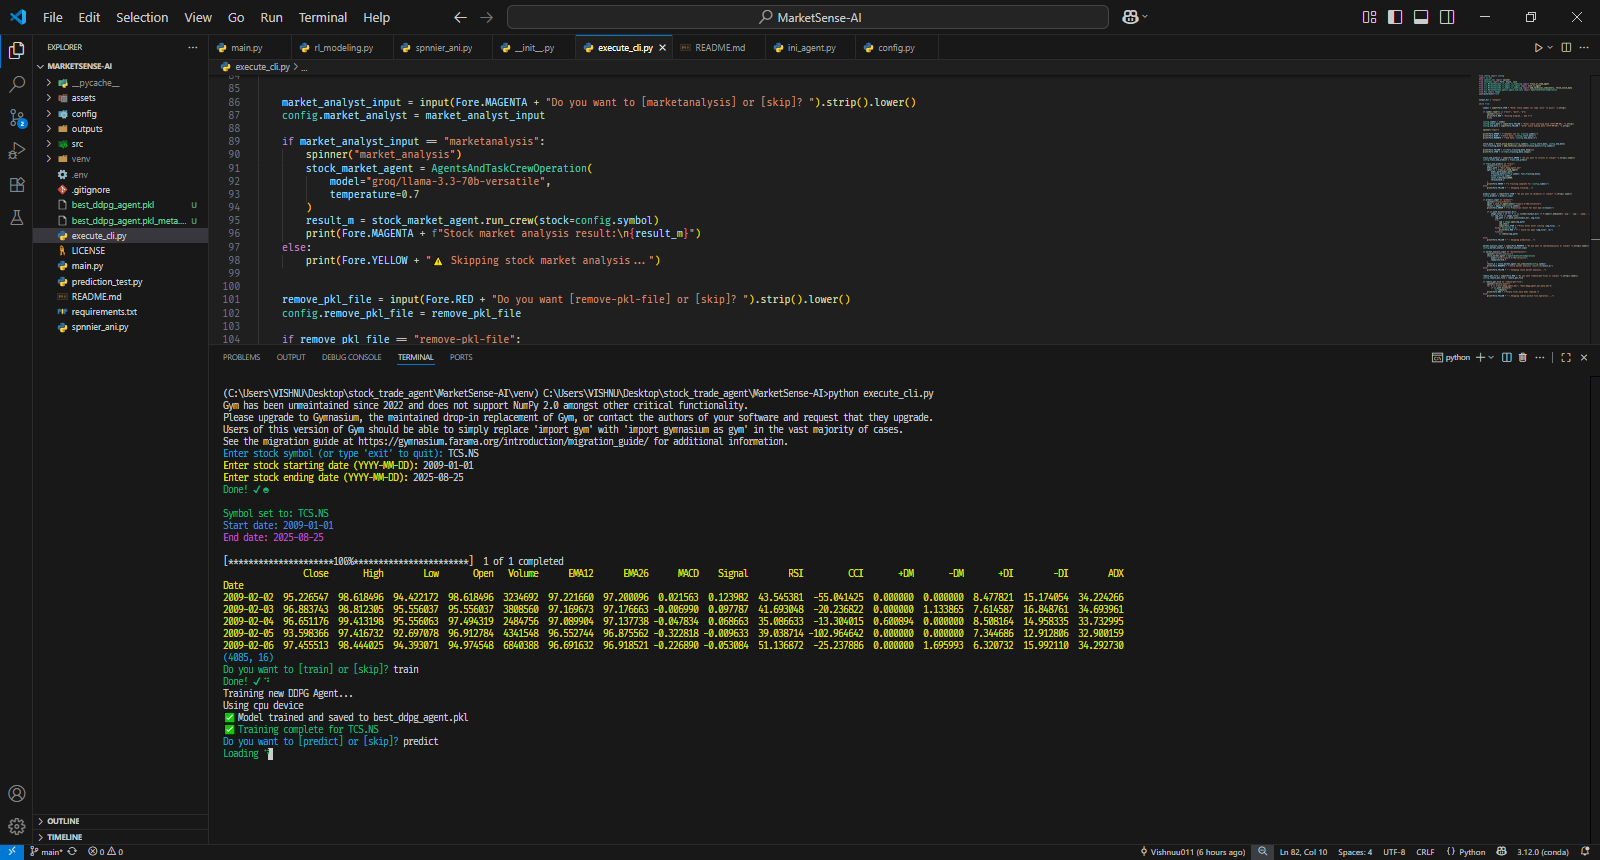 File Edit Selection View Go Run Terminal Help
MarketSense-AI
EXPLORER
MARKETSENSE-AI
__pycache__
assets
config
outputs
src
venv
.env
.gitignore
best_ddpg_agent.pkl U
best_ddpg_agent.pkl_meta.... U
execute_cli.py
LICENSE
main.py
prediction_test.py
README.md
requirements.txt
spnnier_ani.py
OUTLINE
TIMELINE
main.py rl_modeling.py spnnier_ani.py __init__.py execute_cli.py README.md ini_agent.py config.py
execute_cli.py > ...
84
85
86 market_analyst_input = input(Fore.MAGENTA + "Do you want to [marketanalysis] or [skip]? ").strip().lower()
87 config.market_analyst = market_analyst_input
88
89 if market_analyst_input == "marketanalysis":
90 spinner("market_analysis")
91 stock_market_agent = AgentsAndTaskCrewOperation(
92 model="groq/llama-3.3-70b-versatile",
93 temperature=0.7
94 )
95 result_m = stock_market_agent.run_crew(stock=config.symbol)
96 print(Fore.MAGENTA + f"Stock market analysis result:\n{result_m}")
97 else:
98 print(Fore.YELLOW + "⚠ Skipping stock market analysis...")
99
100
101 remove_pkl_file = input(Fore.RED + "Do you want [remove-pkl-file] or [skip]? ").strip().lower()
102 config.remove_pkl_file = remove_pkl_file
103
104 if remove_pkl_file == "remove-pkl-file":
PROBLEMS OUTPUT DEBUG CONSOLE TERMINAL PORTS
python
(C:\Users\VISHNU\Desktop\stock_trade_agent\MarketSense-AI\venv) C:\Users\VISHNU\Desktop\stock_trade_agent\MarketSense-AI>python execute_cli.py
Gym has been unmaintained since 2022 and does not support NumPy 2.0 amongst other critical functionality.
Please upgrade to Gymnasium, the maintained drop-in replacement of Gym, or contact the authors of your software and request that they upgrade.
Users of this version of Gym should be able to simply replace 'import gym' with 'import gymnasium as gym' in the vast majority of cases.
See the migration guide at https://gymnasium.farama.org/introduction/migration_guide/ for additional information.
Enter stock symbol (or type 'exit' to quit): TCS.NS
Enter stock starting date (YYYY-MM-DD): 2009-01-01
Enter stock ending date (YYYY-MM-DD): 2025-08-25
Done! ✓
Symbol set to: TCS.NS
Start date: 2009-01-01
End date: 2025-08-25
[*********************100%***********************] 1 of 1 completed
Close High Low Open Volume EMA12 EMA26 MACD Signal RSI CCI +DM -DM +DI -DI ADX
Date
2009-02-02 95.226547 98.618496 94.422172 98.618496 3234692 97.221660 97.200096 0.021563 0.123982 43.545381 -55.041425 0.000000 0.000000 8.477821 15.174054 34.224266
2009-02-03 96.883743 98.812305 95.556037 95.556037 3808560 97.169673 97.176663 -0.006990 0.097787 41.693048 -20.236822 0.000000 1.133865 7.614587 16.848761 34.693961
2009-02-04 96.651176 99.413198 95.556063 97.494319 2484756 97.089904 97.137738 -0.047834 0.068663 35.086633 -13.304015 0.600894 0.000000 8.508164 14.958335 33.732995
2009-02-05 93.598366 97.416732 92.697078 96.912784 4341548 96.552744 96.875562 -0.322818 -0.009633 39.038714 -102.964642 0.000000 0.000000 7.344686 12.912806 32.900159
2009-02-06 97.455513 98.444025 94.393071 94.974548 6840388 96.691632 96.918521 -0.226890 -0.053084 51.136872 -25.237886 0.000000 1.695993 6.320732 15.992110 34.292730
(4085, 16)
Do you want to [train] or [skip]? train
Done! ✓
Training new DDPG Agent...
Using cpu device
✅ Model trained and saved to best_ddpg_agent.pkl
✅ Training complete for TCS.NS
Do you want to [predict] or [skip]? predict
Loading
main* 0 0 Vishnuu011 (6 hours ago) Ln 82, Col 10 Spaces: 4 UTF-8 CRLF {} Python 3.12.0 (conda)